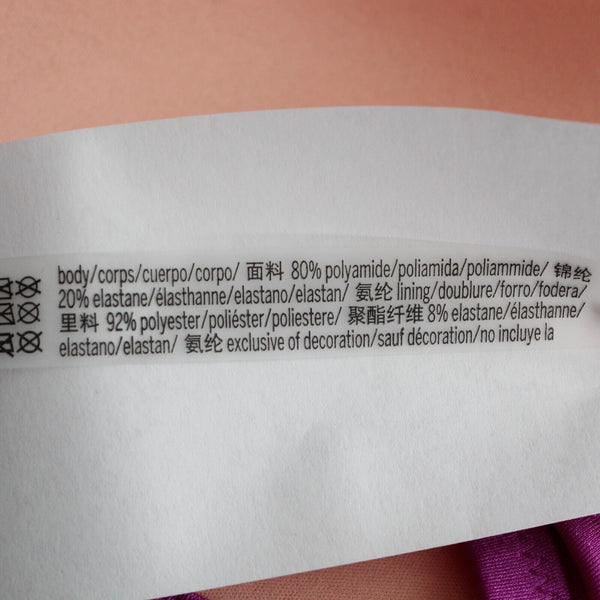 body/corps/cuerpo/corpo/ 面料 80% polyamide/poliamida/poliammide/ 锦纶
20% elastane/élasthanne/elastano/elastan/ 氨纶 lining/doublure/forro/fodera/
里料 92% polyester/poliéster/poliestere/ 聚酯纤维 8% elastane/élasthanne/
elastano/elastan/ 氨纶 exclusive of decoration/sauf décoration/no incluye la